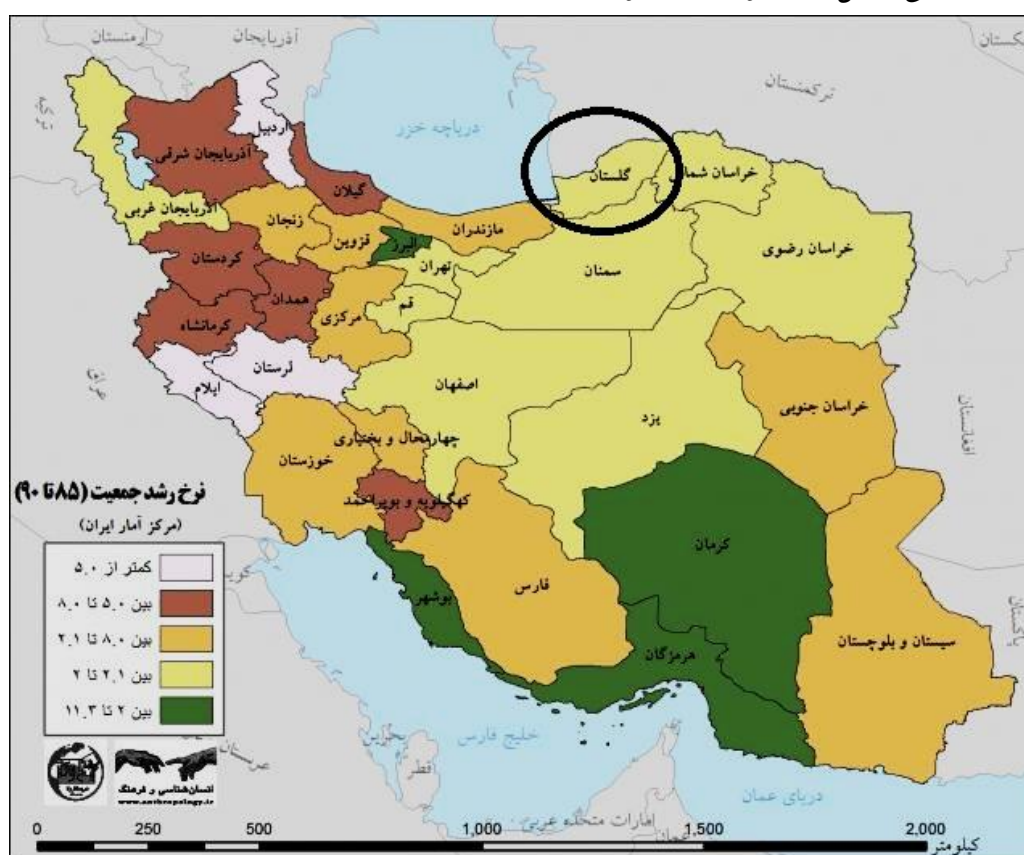 ارمنستان
آذربایجان
ترکیه
ترکمنستان
دریاچه خزر
اردبیل
آذربایجان شرقی
گیلان
گلستان
خراسان شمالی
آذربایجان غربی
زنجان
قزوین
البرز
مازندران
خراسان رضوی
کردستان
تهران
سمنان
همدان
مرکزی
قم
کرمانشاه
لرستان
ایلام
عراق
اصفهان
یزد
خراسان جنوبی
افغانستان
خوزستان
چهارمحال و بختیاری
کهگیلویه و بویراحمد
کرمان
فارس
بوشهر
سیستان و بلوچستان
هرمزگان
پاکستان
نرخ رشد جمعیت (۸۵ تا ۹۰)
(مرکز آمار ایران)
کمتر از ۵.۰
بین ۵.۰ تا ۸.۰
بین ۸.۰ تا ۲.۱
بین ۲.۱ تا ۲
بین ۲ تا ۱۱.۳
خلیج فارس
بحرین
قطر
دریای عمان
امارات متحده عربی
عمان
انسان‌شناسی و فرهنگ
www.anthropology.ir
0 250 500 1,000 1,500 2,000
کیلومتر